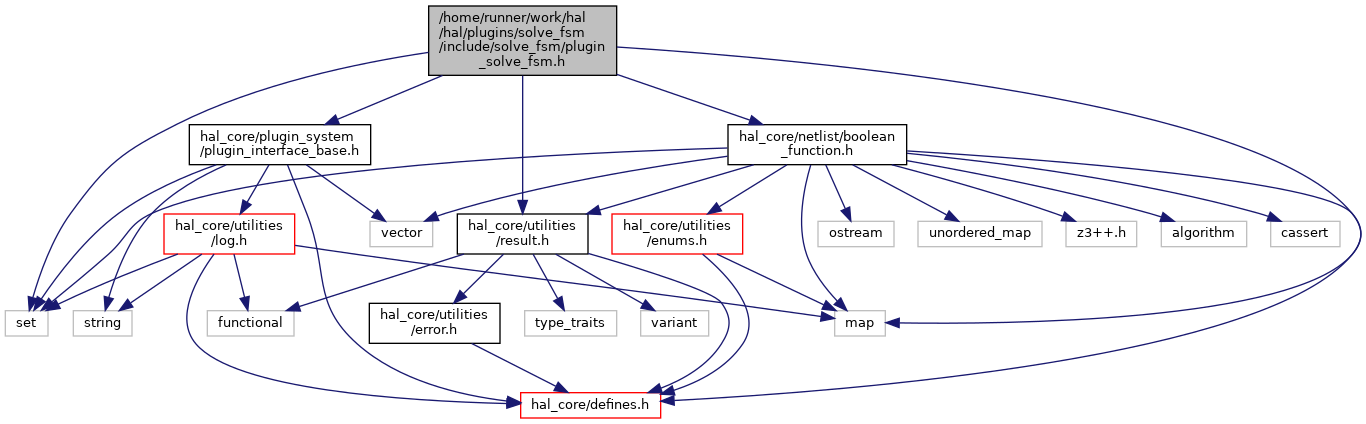 /home/runner/work/hal
/hal/plugins/solve_fsm
/include/solve_fsm/plugin
_solve_fsm.h
hal_core/plugin_system
/plugin_interface_base.h
hal_core/netlist/boolean
_function.h
hal_core/utilities
/log.h
vector
hal_core/utilities
/result.h
hal_core/utilities
/enums.h
ostream
unordered_map
z3++.h
algorithm
cassert
set
string
functional
hal_core/utilities
/error.h
type_traits
variant
map
hal_core/defines.h